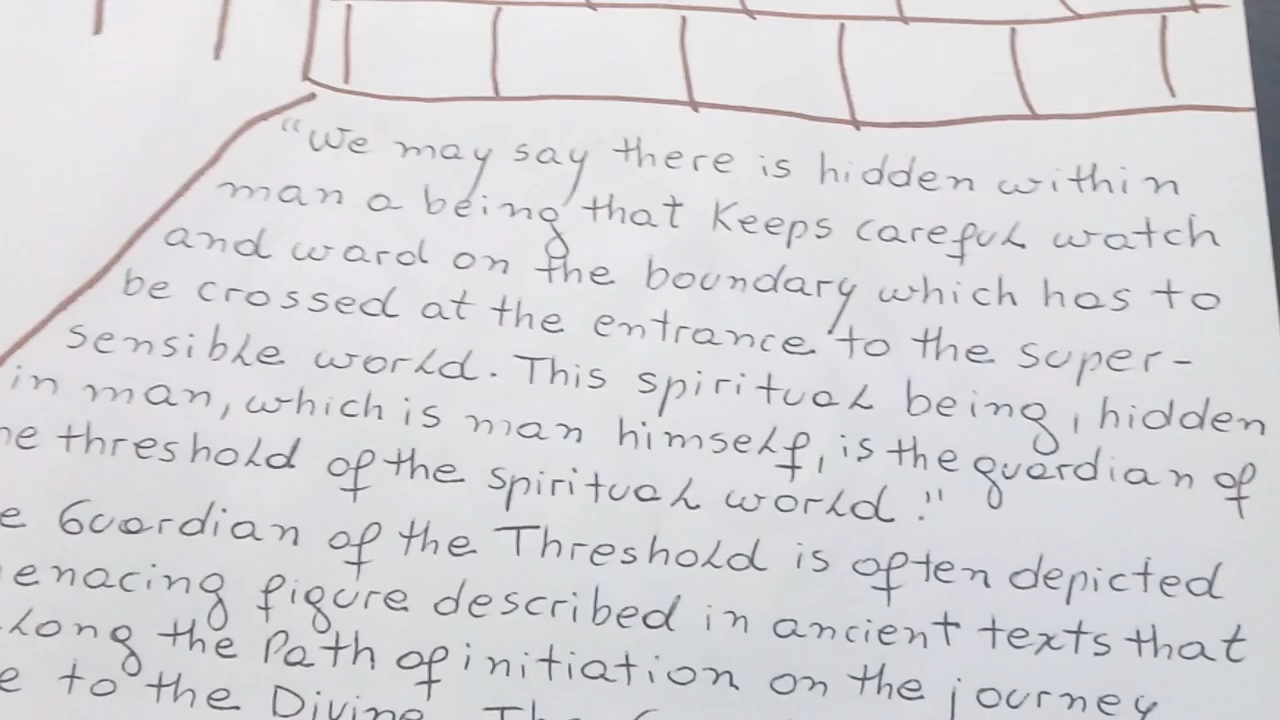 "We may say there is hidden within
man a being that Keeps careful watch
and ward on the boundary which has to
be crossed at the entrance to the super-
sensible world. This spiritual being, hidden
in man, which is man himself, is the guardian of
threshold of the spiritual world."
Guardian of the Threshold is often depicted
figure described in ancient texts that
the Path of initiation on the journey
to the Divine.